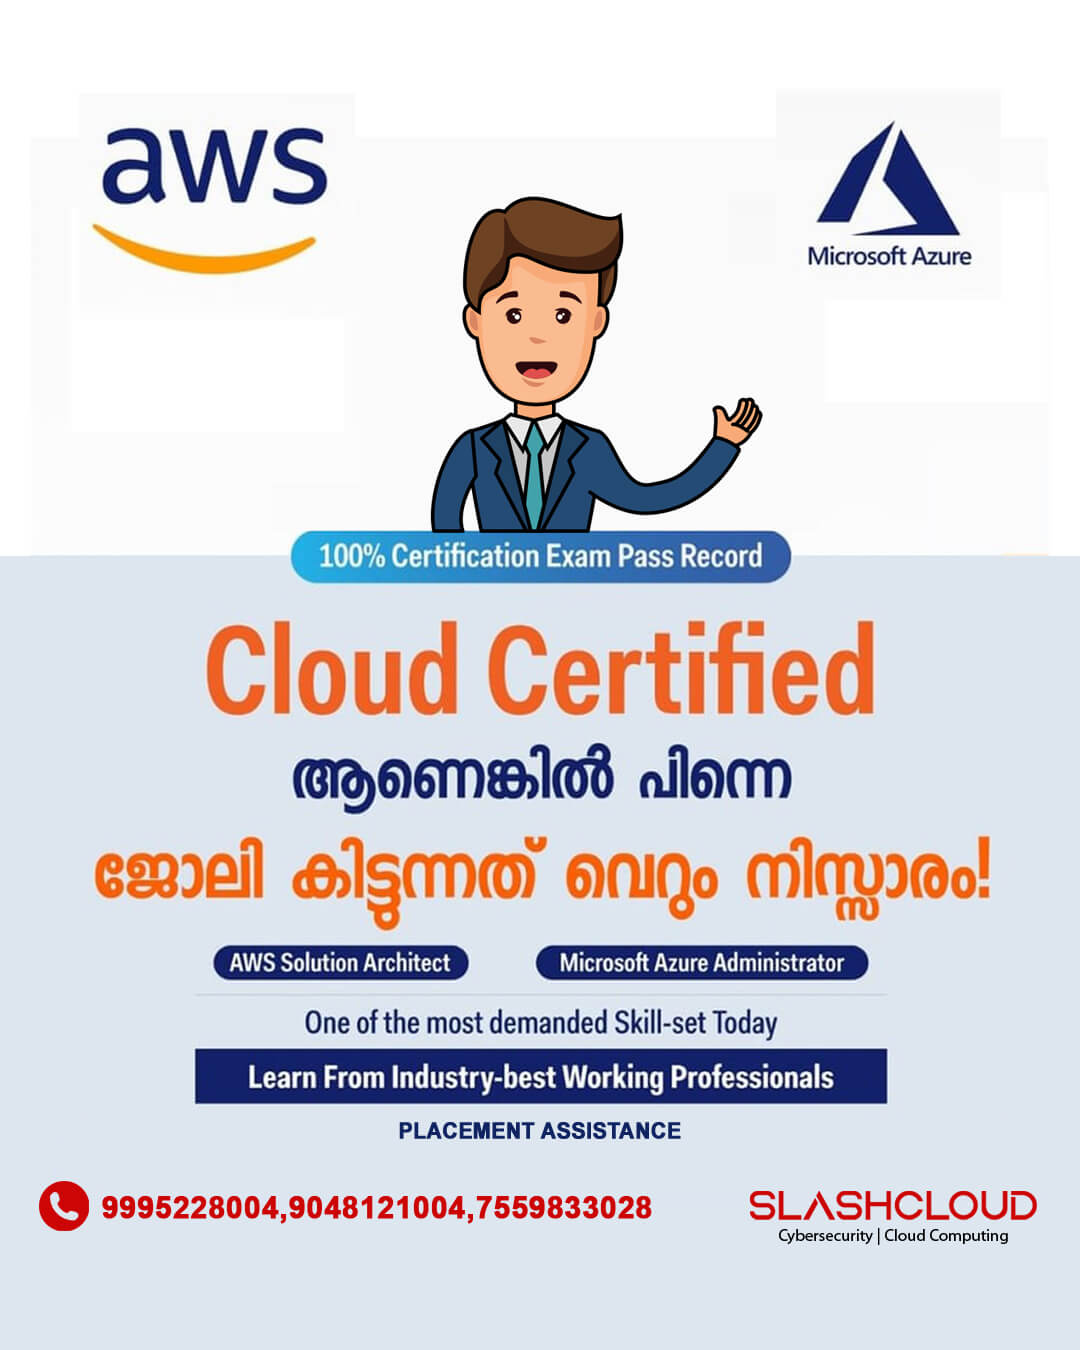 aws
Microsoft Azure
100% Certification Exam Pass Record
Cloud Certified
ആണെങ്കിൽ പിന്നെ
ജോലി കിട്ടുന്നത് വെറും നിസ്സാരം!
AWS Solution Architect
Microsoft Azure Administrator
One of the most demanded Skill-set Today
Learn From Industry-best Working Professionals
PLACEMENT ASSISTANCE
9995228004,9048121004,7559833028
SLASHCLOUD
Cybersecurity | Cloud Computing